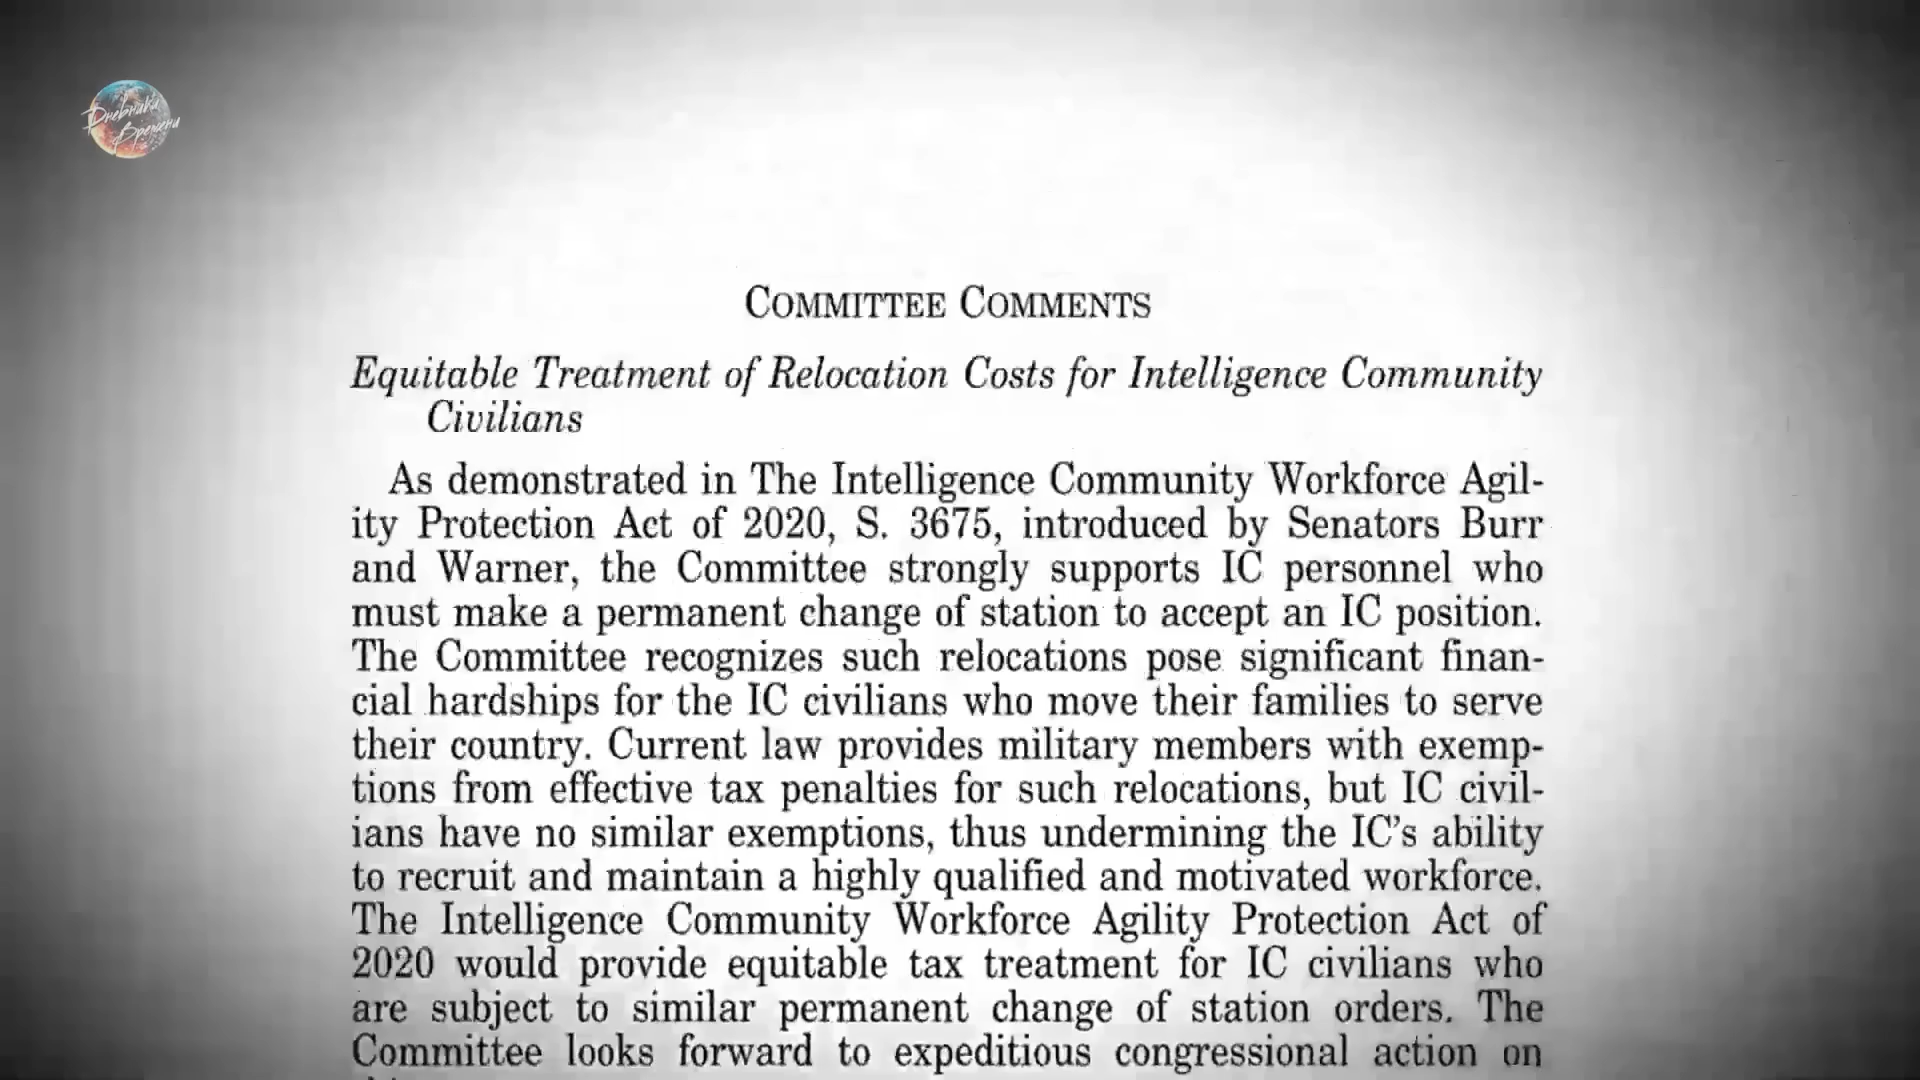 Дневники
Времени
COMMITTEE COMMENTS
Equitable Treatment of Relocation Costs for Intelligence Community
Civilians
As demonstrated in The Intelligence Community Workforce Agil-
ity Protection Act of 2020, S. 3675, introduced by Senators Burr
and Warner, the Committee strongly supports IC personnel who
must make a permanent change of station to accept an IC position.
The Committee recognizes such relocations pose significant finan-
cial hardships for the IC civilians who move their families to serve
their country. Current law provides military members with exemp-
tions from effective tax penalties for such relocations, but IC civil-
ians have no similar exemptions, thus undermining the IC's ability
to recruit and maintain a highly qualified and motivated workforce.
The Intelligence Community Workforce Agility Protection Act of
2020 would provide equitable tax treatment for IC civilians who
are subject to similar permanent change of station orders. The
Committee looks forward to expeditious congressional action on